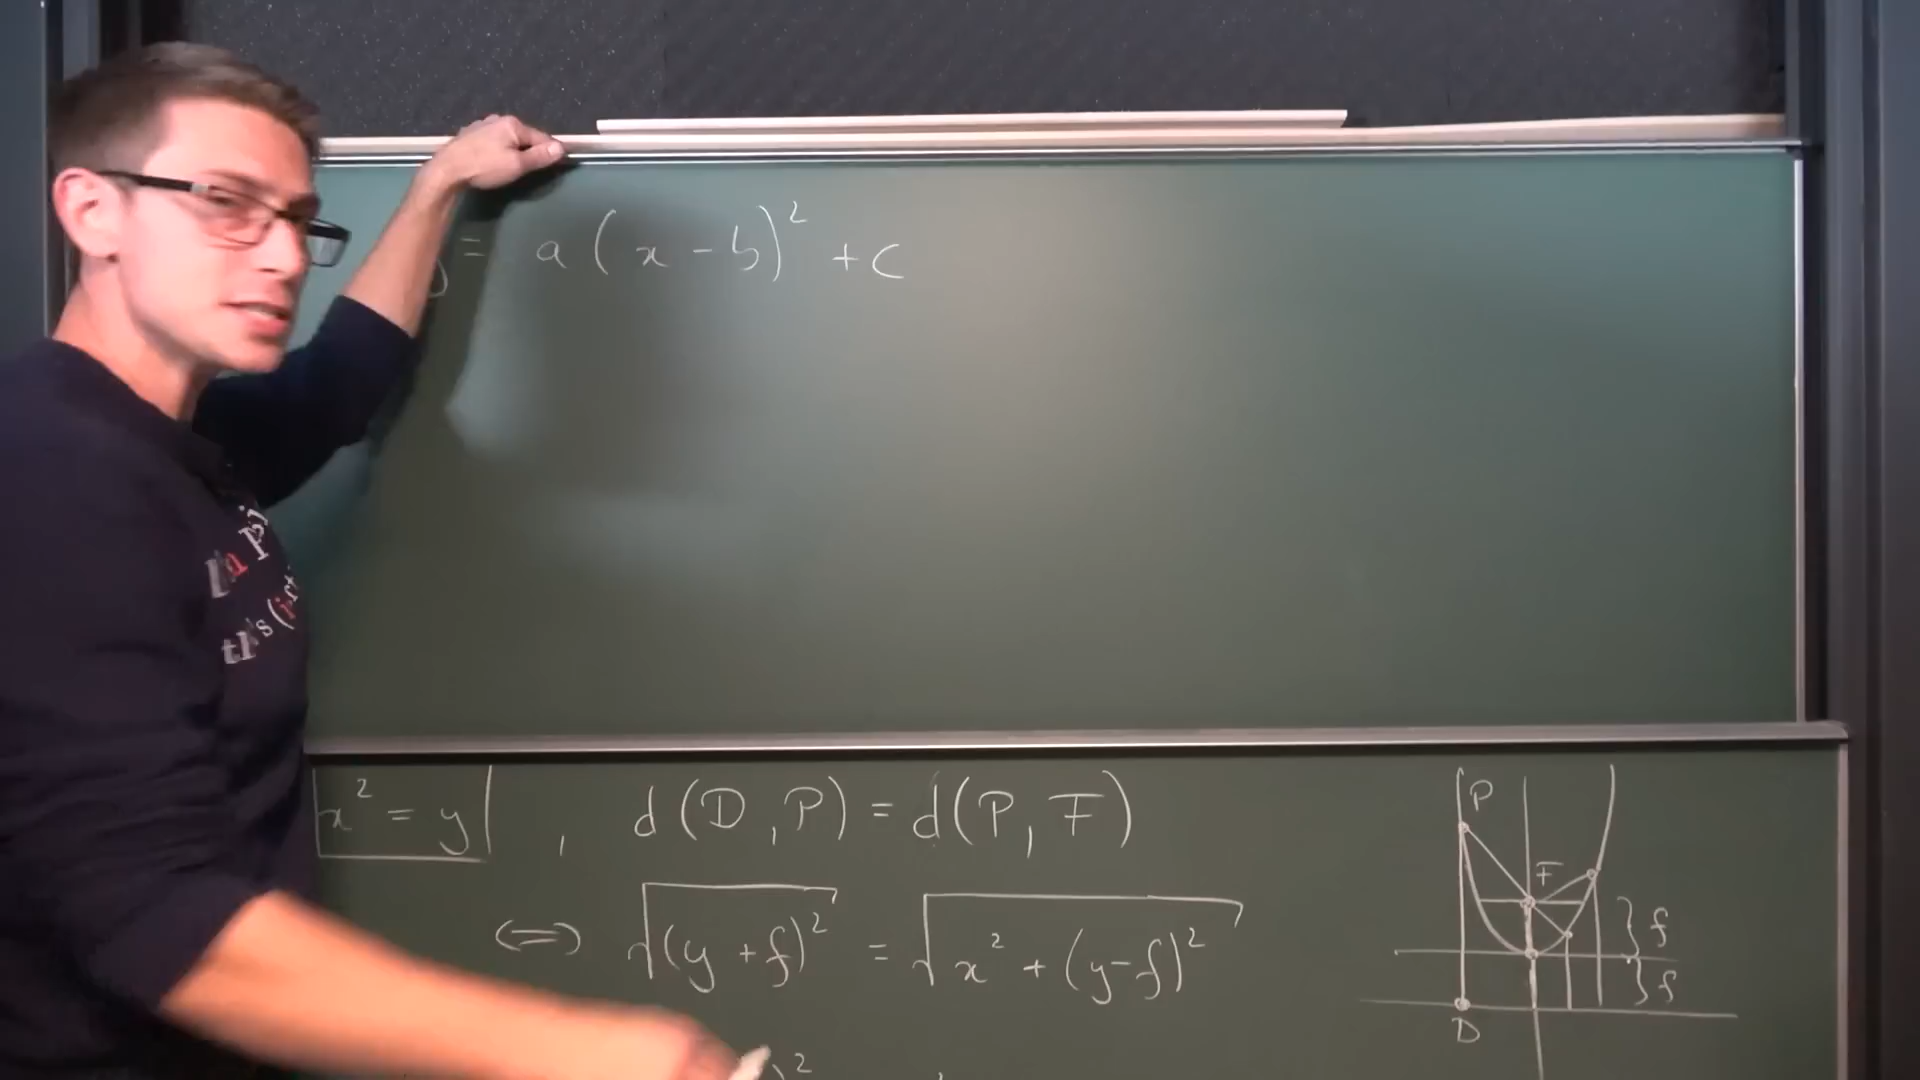 y = a (x - b)² + c
x² = y , d (D, P) = d(P, F)
⟺ √(y + f)² = √x² + (y-f)²
P
F
} f
} f
D